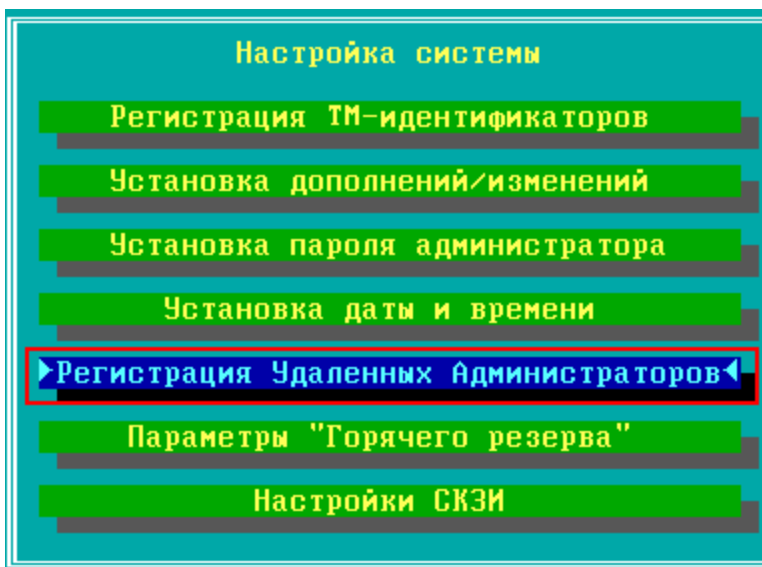 Настройка системы
Регистрация ТМ-идентификаторов
Установка дополнений/изменений
Установка пароля администратора
Установка даты и времени
Регистрация Удаленных Администраторов
Параметры "Горячего резерва"
Настройки СКЗИ